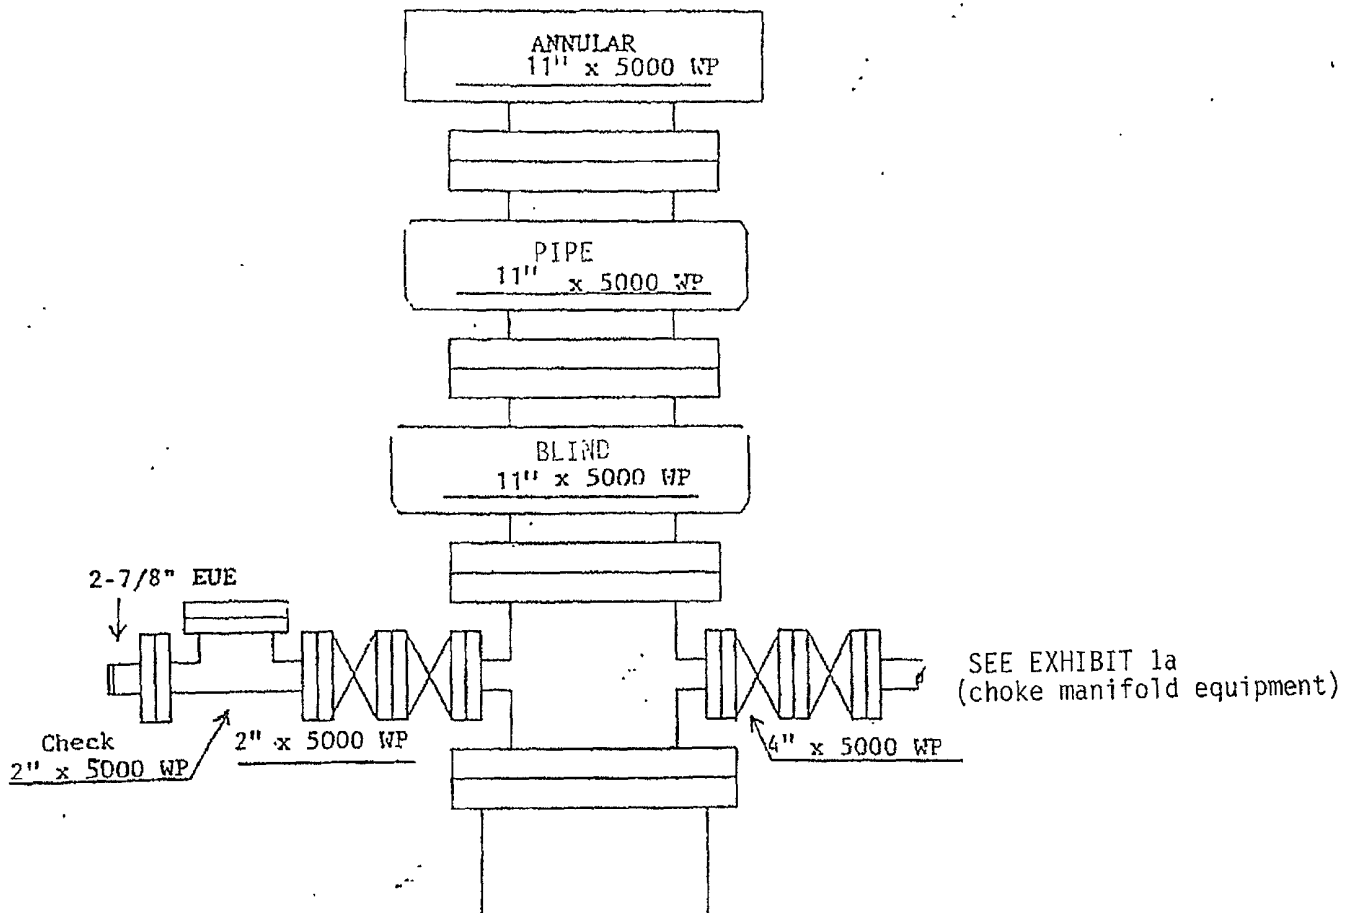 ANNULAR
11" x 5000 WP
PIPE
11" x 5000 WP
BLIND
11" x 5000 WP
2-7/8" EUE
SEE EXHIBIT 1a
(choke manifold equipment)
Check
2" x 5000 WP
2" x 5000 WP
4" x 5000 WP